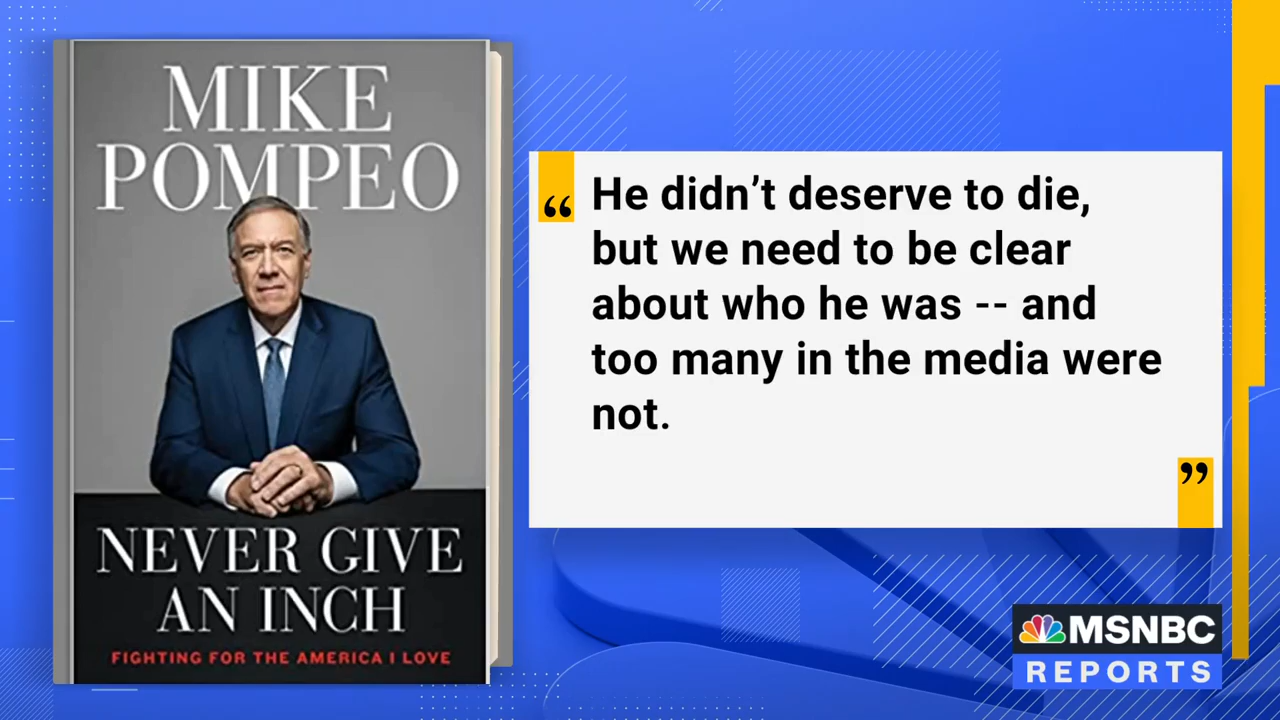 MIKE
POMPEO
NEVER GIVE
AN INCH
FIGHTING FOR THE AMERICA I LOVE
“ He didn’t deserve to die,
but we need to be clear
about who he was -- and
too many in the media were
not.
”
MSNBC
REPORTS